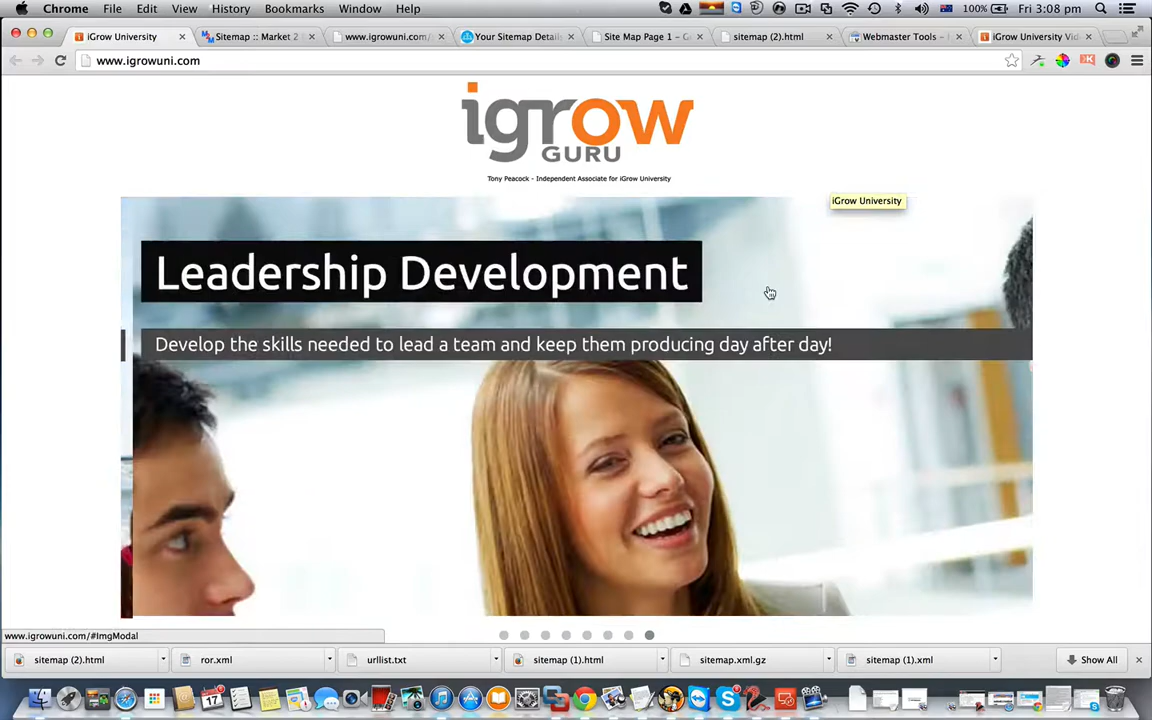 Chrome File Edit View History Bookmarks Window Help 100% Fri 3:08 pm
iGrow University Sitemap :: Market 2 www.igrowuni.com/ Your Sitemap Details Site Map Page 1 - sitemap (2).html Webmaster Tools - iGrow University Vid
www.igrowuni.com
igrow
GURU
Tony Peacock - Independent Associate for iGrow University
iGrow University
Leadership Development
Develop the skills needed to lead a team and keep them producing day after day!
www.igrowuni.com/#ImgModal
sitemap (2).html ror.xml urllist.txt sitemap (1).html sitemap.xml.gz sitemap (1).xml Show All
17